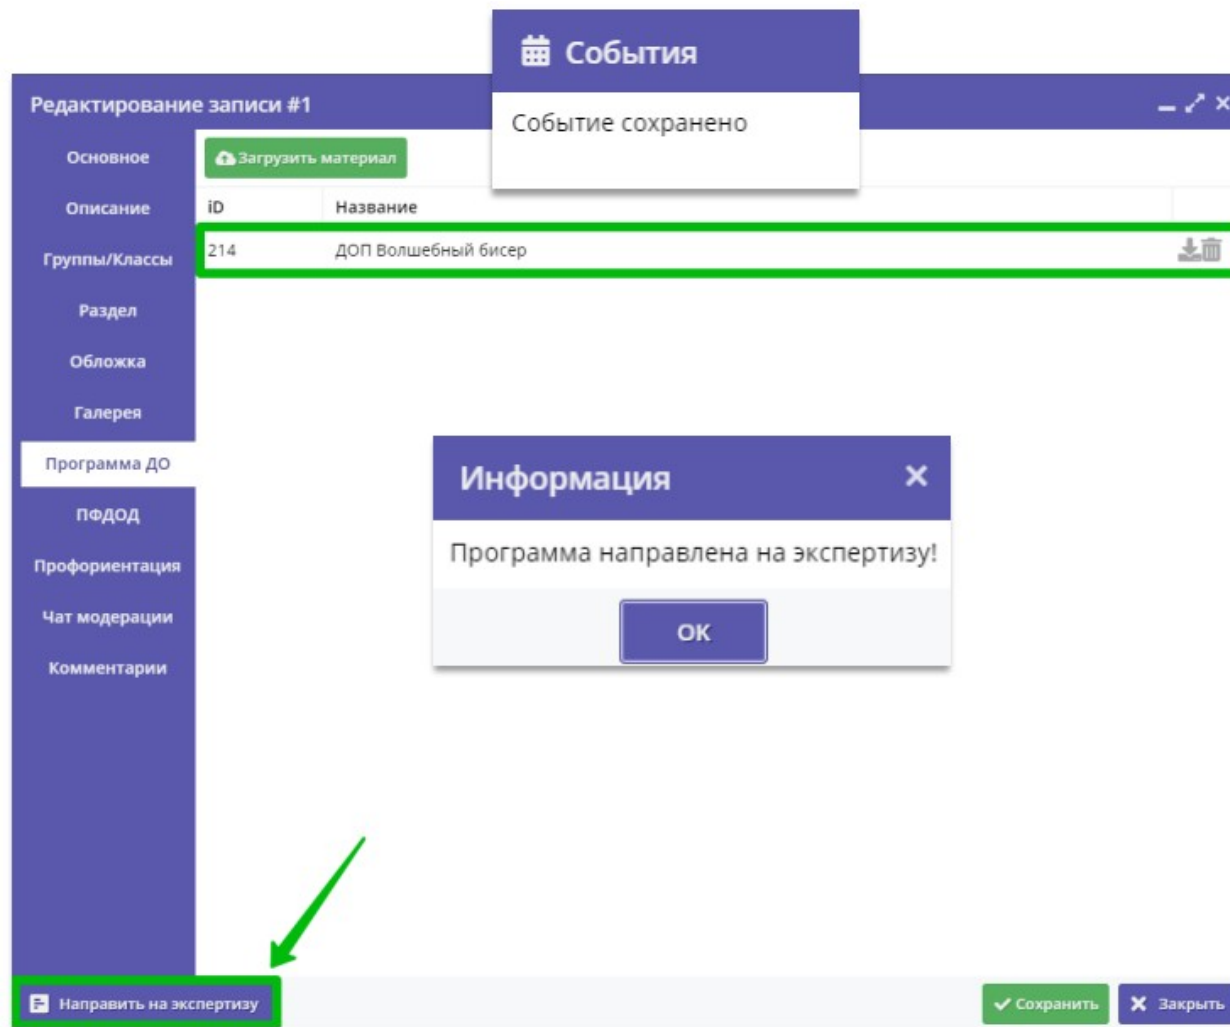 События
Событие сохранено
Редактирование записи #1
Основное
Описание
Группы/Классы
Раздел
Обложка
Галерея
Программа ДО
ПФДОД
Профориентация
Чат модерации
Комментарии
Загрузить материал
iD Название
214 ДОП Волшебный бисер
Информация
Программа направлена на экспертизу!
ОК
Направить на экспертизу
Сохранить
Закрыть